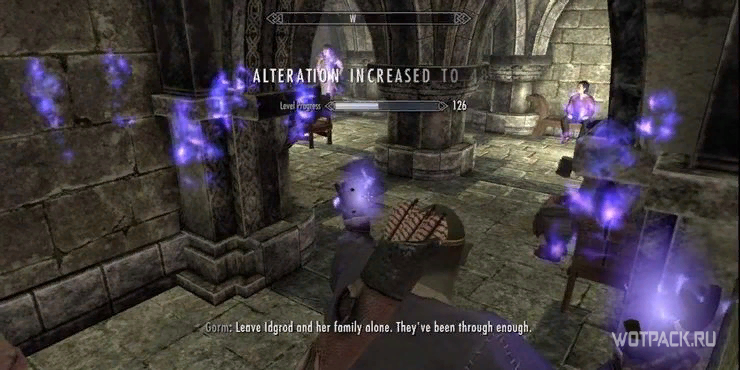 W
ALTERATION INCREASED TO 48
Level Progress 126
Gorm: Leave Idgrod and her family alone. They've been through enough.
WOTPACK.RU